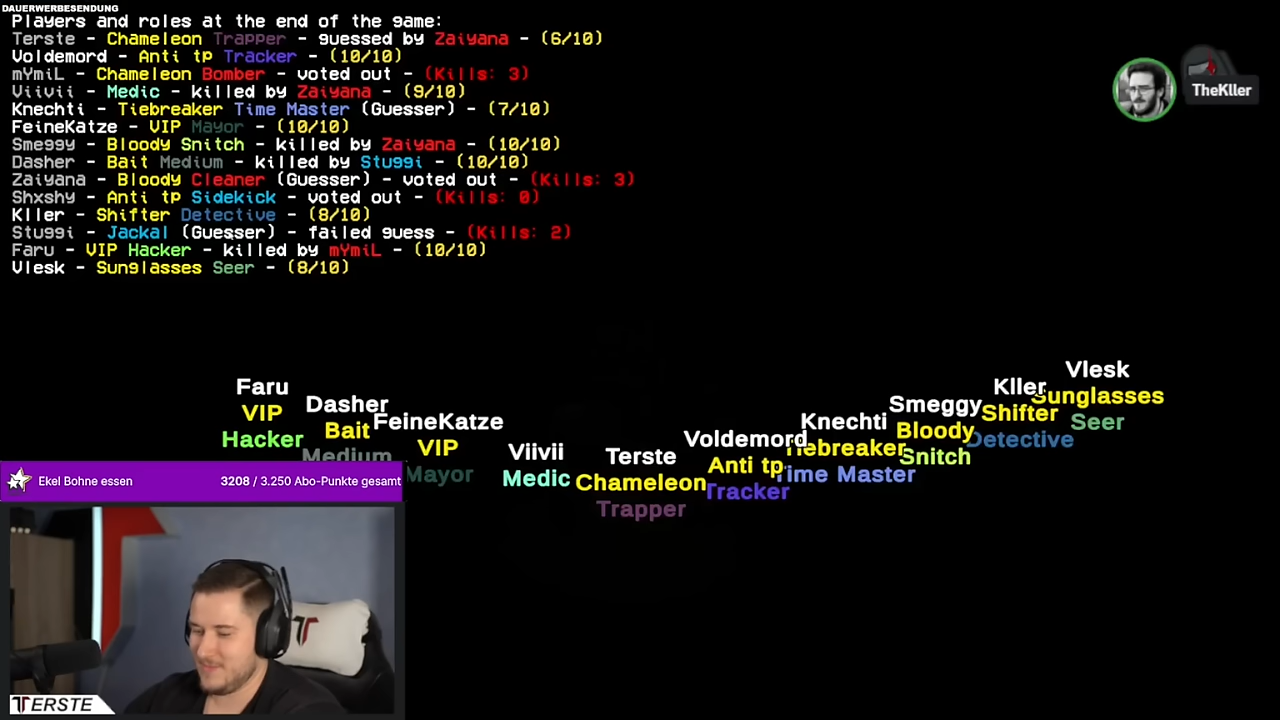 DAUERWERBESENDUNG
Players and roles at the end of the game:
Terste - Chameleon Trapper - guessed by Zaiyana - (6/10)
Voldemord - Anti tp Tracker - (10/10)
mYmiL - Chameleon Bomber - voted out - (Kills: 3)
Viivii - Medic - killed by Zaiyana - (9/10)
Knechti - Tiebreaker Time Master (Guesser) - (7/10)
FeineKatze - VIP Mayor - (10/10)
Smeggy - Bloody Snitch - killed by Zaiyana - (10/10)
Dasher - Bait Medium - killed by Stuggi - (10/10)
Zaiyana - Bloody Cleaner (Guesser) - voted out - (Kills: 3)
Shxshy - Anti tp Sidekick - voted out - (Kills: 0)
Kller - Shifter Detective - (8/10)
Stuggi - Jackal (Guesser) - failed guess - (Kills: 2)
Faru - VIP Hacker - killed by mYmiL - (10/10)
Vlesk - Sunglasses Seer - (8/10)
TheKller
Faru
VIP
Hacker
Dasher
Bait
Medium
FeineKatze
VIP
Mayor
Viivii
Medic
Terste
Chameleon
Trapper
Voldemord
Anti tp
Tracker
Knechti
iebreaker
Time Master
Smeggy
Bloody
Snitch
Kller
Shifter
Detective
Vlesk
Sunglasses
Seer
Ekel Bohne essen
3208 / 3.250 Abo-Punkte gesamt
TERSTE